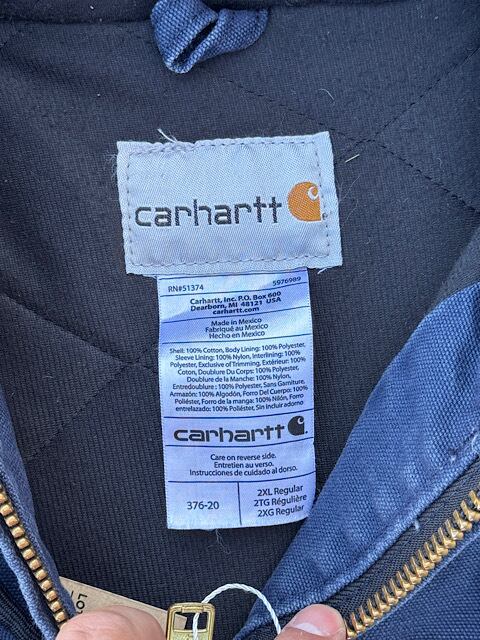 carhartt
RN#51374 5976989
Carhartt, Inc. P.O. Box 600
Dearborn, MI 48121 USA
carhartt.com
Made in Mexico
Fabriqué au Mexico
Hecho en Mexico
Shell: 100% Cotton, Body Lining: 100% Polyester,
Sleeve Lining: 100% Nylon, Interlining: 100%
Polyester, Exclusive of Trimming, Extérieur: 100%
Coton, Doublure Du Corps: 100% Polyester,
Doublure de la Manche: 100% Nylon,
Entredoublure : 100% Polyester, Sans Garniture,
Armazón: 100% Algodón, Forro del Cuerpo: 100%
Poliéster, Forro de la manga: 100% Nilón, Forro
entrelazado: 100% Poliéster, Sin incluir adorno
carhartt
Care on reverse side.
Entretien au verso.
Instrucciones de cuidado al dorso.
376-20
2XL Regular
2TG Régulière
2XG Regular